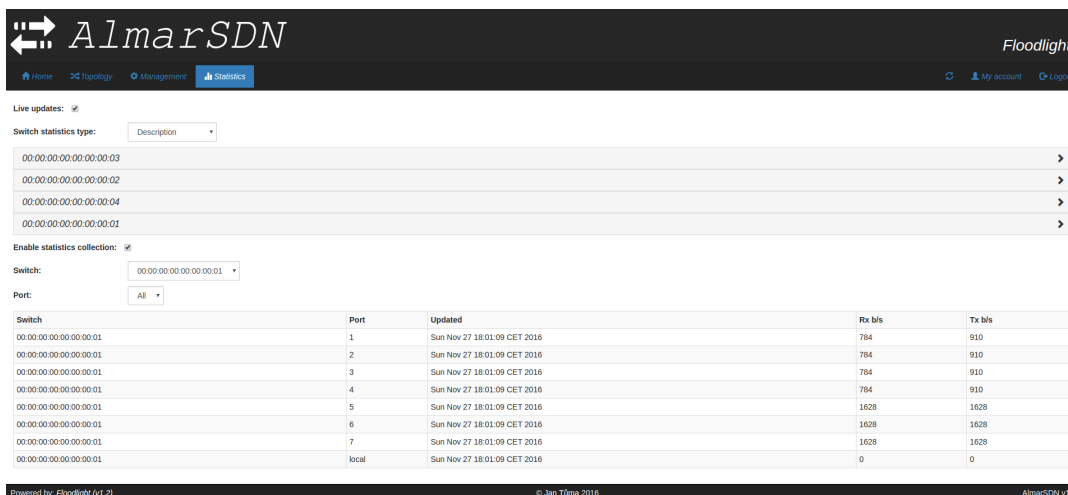 AlmarSDN
Floodlight
Home Topology Management Statistics My account
Live updates:
Switch statistics type: Description
00:00:00:00:00:00:00:03
00:00:00:00:00:00:00:02
00:00:00:00:00:00:00:04
00:00:00:00:00:00:00:01
Enable statistics collection:
Switch: 00:00:00:00:00:00:00:01
Port: All
Switch Port Updated Rx b/s Tx b/s
00:00:00:00:00:00:00:01 1 Sun Nov 27 18:01:09 CET 2016 784 910
00:00:00:00:00:00:00:01 2 Sun Nov 27 18:01:09 CET 2016 784 910
00:00:00:00:00:00:00:01 3 Sun Nov 27 18:01:09 CET 2016 784 910
00:00:00:00:00:00:00:01 4 Sun Nov 27 18:01:09 CET 2016 784 910
00:00:00:00:00:00:00:01 5 Sun Nov 27 18:01:09 CET 2016 1628 1628
00:00:00:00:00:00:00:01 6 Sun Nov 27 18:01:09 CET 2016 1628 1628
00:00:00:00:00:00:00:01 7 Sun Nov 27 18:01:09 CET 2016 1628 1628
00:00:00:00:00:00:00:01 local Sun Nov 27 18:01:09 CET 2016 0 0
Powered by: Floodlight (v1.2) © Jan Tůma 2016 AlmarSDN